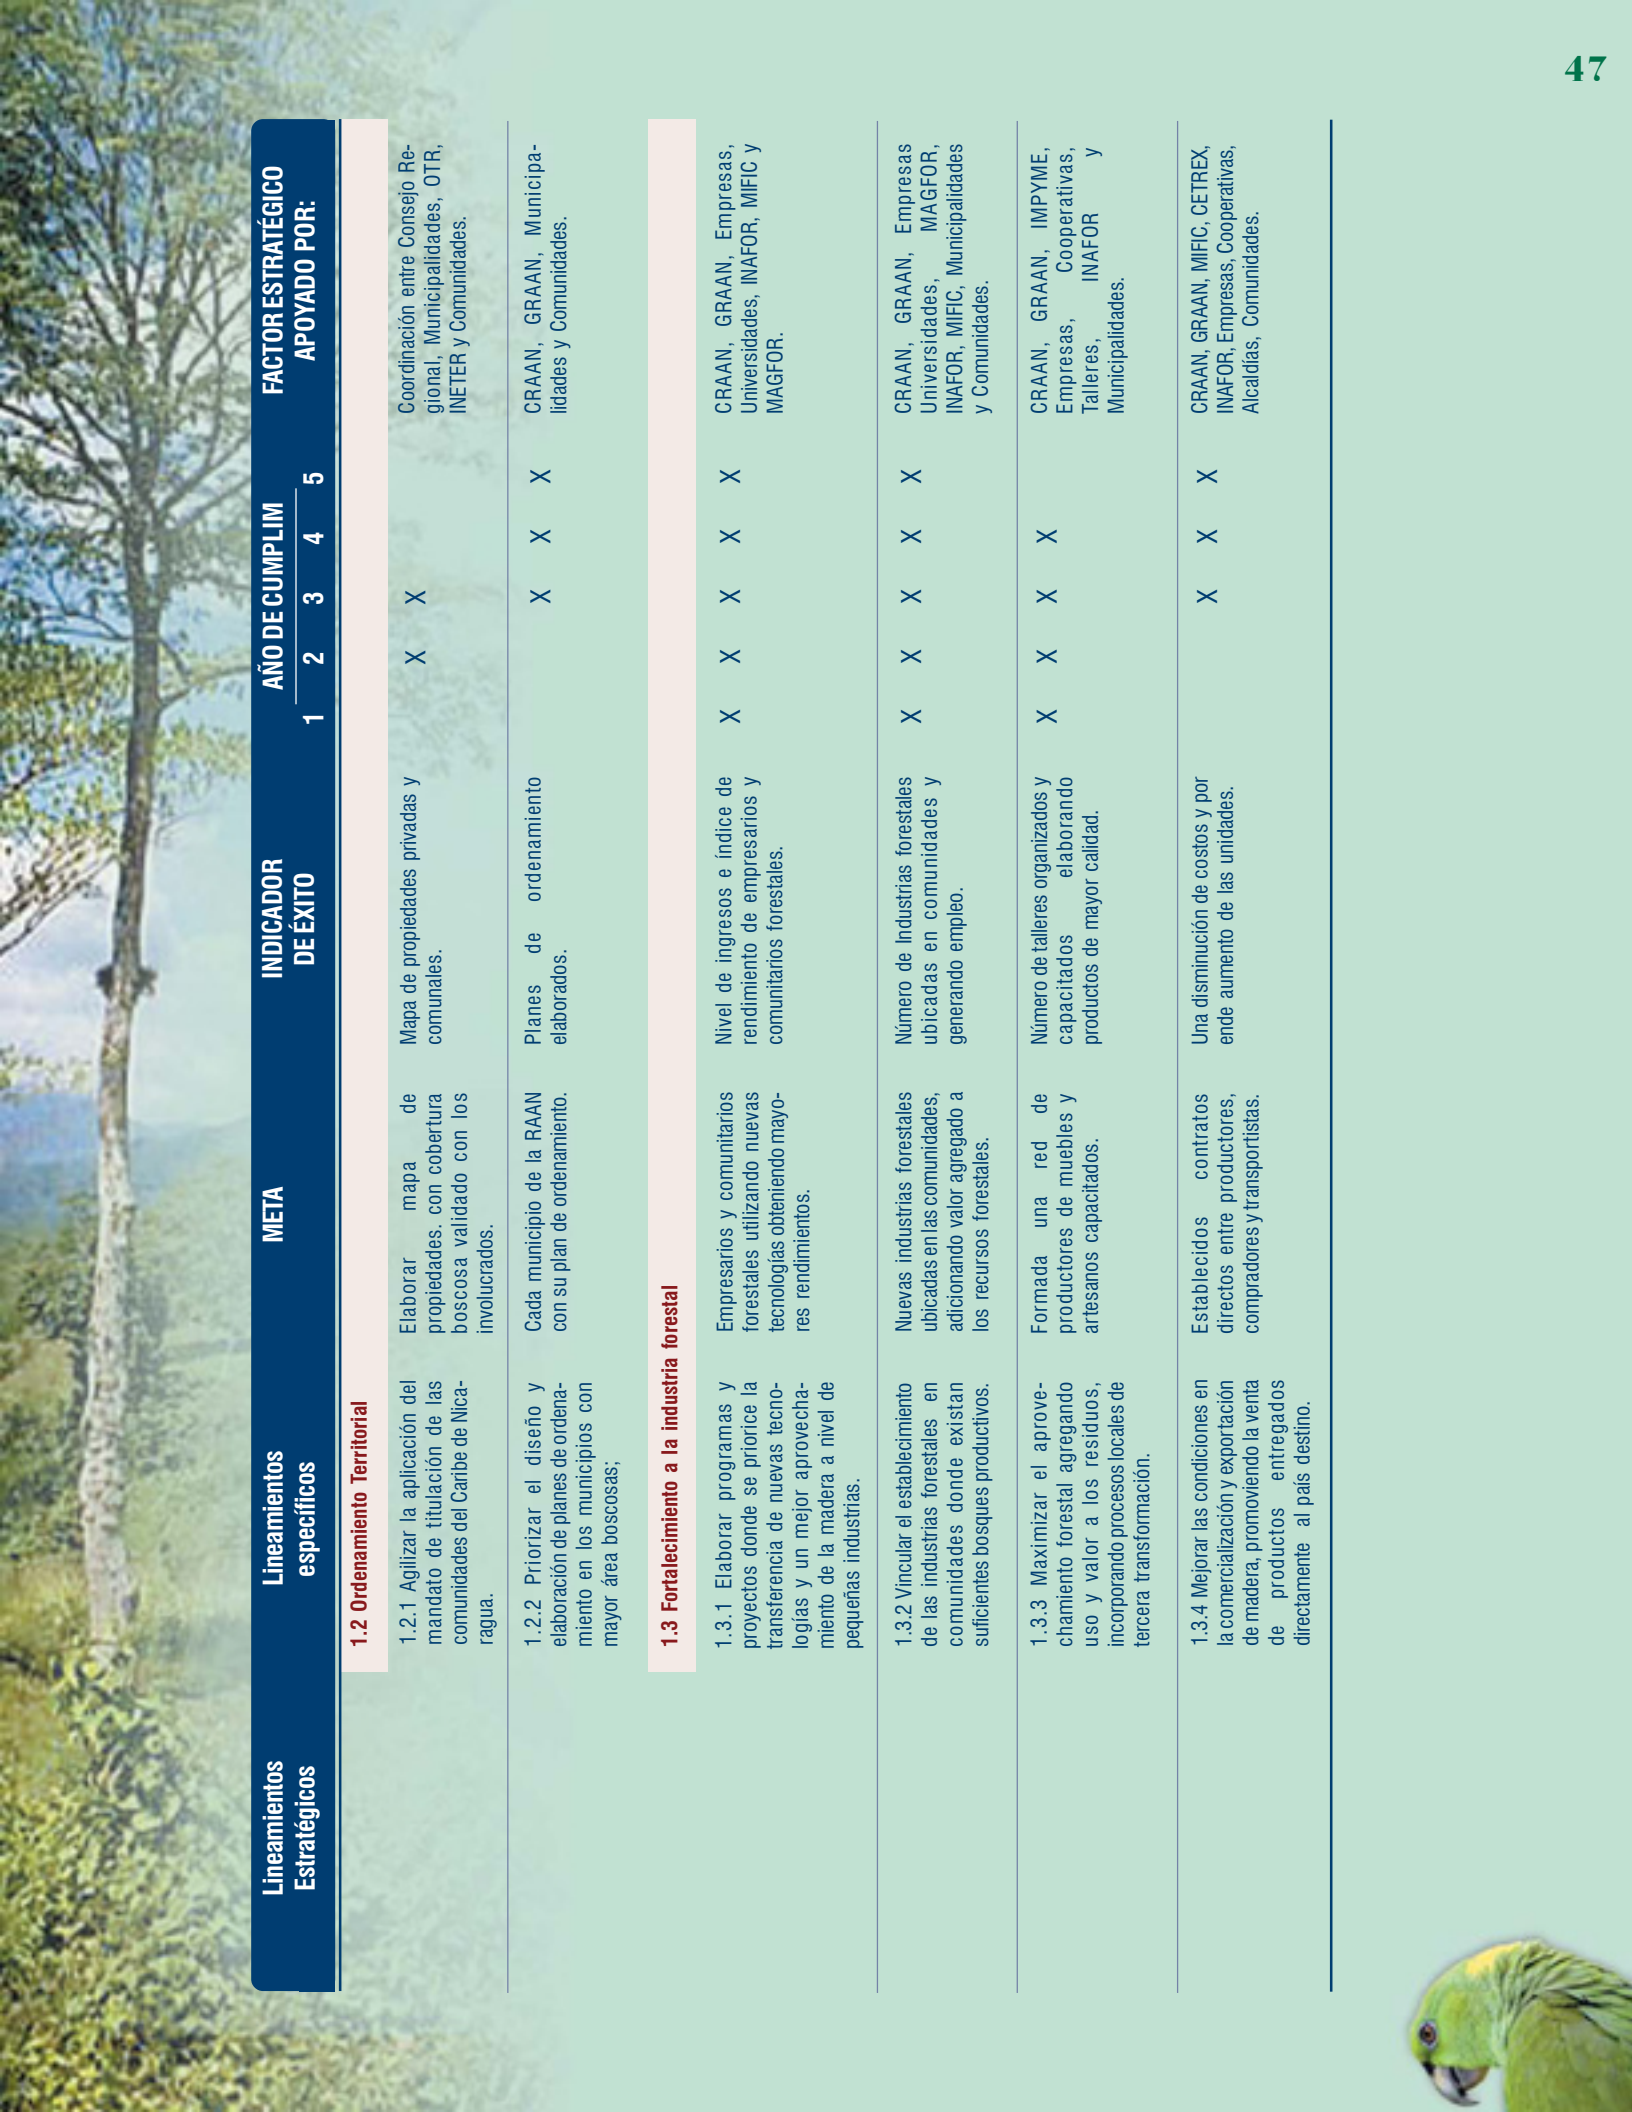 47
Lineamientos
Estratégicos
Lineamientos
específicos
META
INDICADOR
DE ÉXITO
AÑO DE CUMPLIM
1 2 3 4 5
FACTOR ESTRATÉGICO
APOYADO POR:
1.2 Ordenamiento Territorial
1.2.1 Agilizar la aplicación del
mandato de titulación de las
comunidades del Caribe de Nica-
ragua.
Elaborar mapa de
propiedades. con cobertura
boscosa validado con los
involucrados.
Mapa de propiedades privadas y
comunales.
X X
Coordinación entre Consejo Re-
gional, Municipalidades, OTR,
INETER y Comunidades.
1.2.2 Priorizar el diseño y
elaboración de planes de ordena-
miento en los municipios con
mayor área boscosas;
Cada municipio de la RAAN
con su plan de ordenamiento.
Planes de ordenamiento
elaborados.
X X X
CRAAN, GRAAN, Municipa-
lidades y Comunidades.
1.3 Fortalecimiento a la industria forestal
1.3.1 Elaborar programas y
proyectos donde se priorice la
transferencia de nuevas tecno-
logías y un mejor aprovecha-
miento de la madera a nivel de
pequeñas industrias.
Empresarios y comunitarios
forestales utilizando nuevas
tecnologías obteniendo mayo-
res rendimientos.
Nivel de ingresos e índice de
rendimiento de empresarios y
comunitarios forestales.
X X X X X
CRAAN, GRAAN, Empresas,
Universidades, INAFOR, MIFIC y
MAGFOR.
1.3.2 Vincular el establecimiento
de las industrias forestales en
comunidades donde existan
suficientes bosques productivos.
Nuevas industrias forestales
ubicadas en las comunidades,
adicionando valor agregado a
los recursos forestales.
Número de Industrias forestales
ubicadas en comunidades y
generando empleo.
X X X X X
CRAAN, GRAAN, Empresas
Universidades, MAGFOR,
INAFOR, MIFIC, Municipalidades
y Comunidades.
1.3.3 Maximizar el aprove-
chamiento forestal agregando
uso y valor a los residuos,
incorporando procesos locales de
tercera transformación.
Formada una red de
productores de muebles y
artesanos capacitados.
Número de talleres organizados y
capacitados elaborando
productos de mayor calidad.
X X X X
CRAAN, GRAAN, IMPYME,
Empresas, Cooperativas,
Talleres, INAFOR y
Municipalidades.
1.3.4 Mejorar las condiciones en
la comercialización y exportación
de madera, promoviendo la venta
de productos entregados
directamente al país destino.
Establecidos contratos
directos entre productores,
compradores y transportistas.
Una disminución de costos y por
ende aumento de las unidades.
X X X
CRAAN, GRAAN, MIFIC, CETREX,
INAFOR, Empresas, Cooperativas,
Alcaldías, Comunidades.